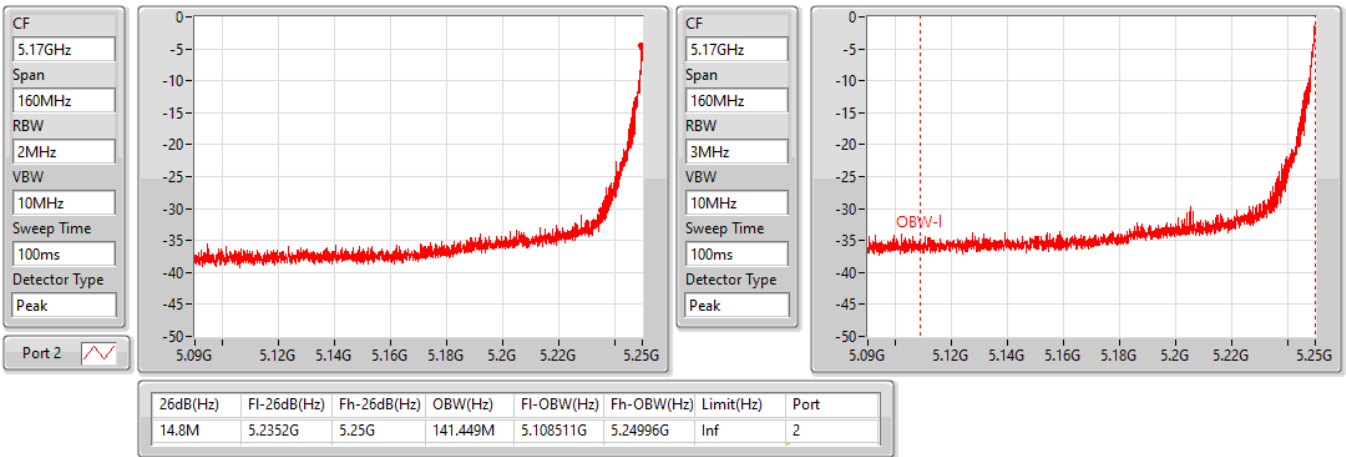 CF
5.17GHz
Span
160MHz
RBW
2MHz
VBW
10MHz
Sweep Time
100ms
Detector Type
Peak
Port 2
0-
-5-
-10-
-15-
-20-
-25-
-30-
-35-
-40-
-45-
-50-
5.09G 5.12G 5.14G 5.16G 5.18G 5.2G 5.22G 5.25G
CF
5.17GHz
Span
160MHz
RBW
3MHz
VBW
10MHz
Sweep Time
100ms
Detector Type
Peak
0-
-5-
-10-
-15-
-20-
-25-
-30-
-35-
-40-
-45-
-50-
OBW-l
5.09G 5.12G 5.14G 5.16G 5.18G 5.2G 5.22G 5.25G
26dB(Hz) Fl-26dB(Hz) Fh-26dB(Hz) OBW(Hz) Fl-OBW(Hz) Fh-OBW(Hz) Limit(Hz) Port
14.8M 5.2352G 5.25G 141.449M 5.108511G 5.24996G Inf 2